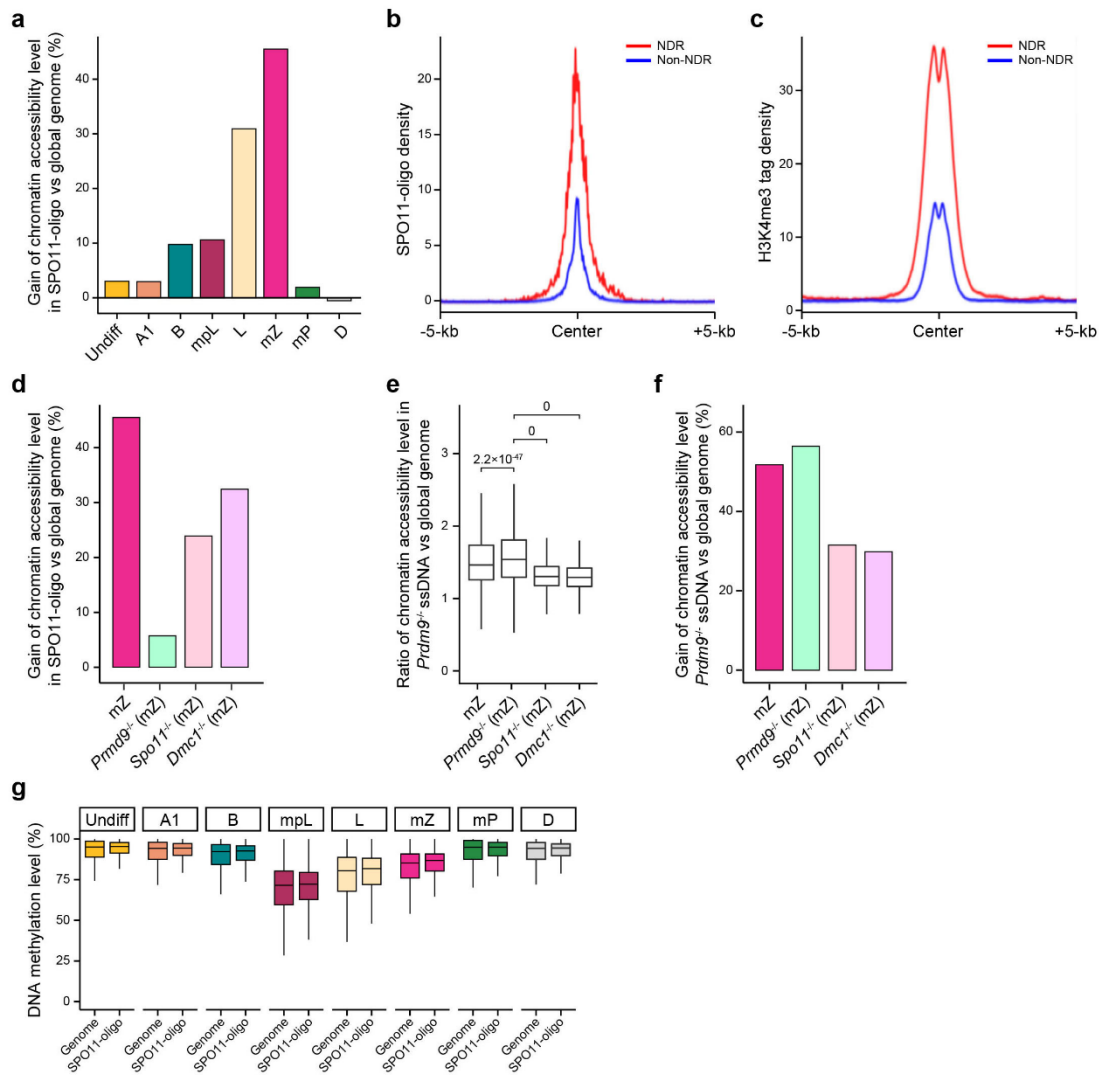 a
Gain of chromatin accessibility level
in SPO11-oligo vs global genome (%)
40
30
20
10
0
Undiff
A1
B
mpL
L
mZ
mP
D
b
SPO11-oligo density
20
15
10
5
0
NDR
Non-NDR
-5-kb
Center
+5-kb
c
H3K4me3 tag density
30
20
10
0
NDR
Non-NDR
-5-kb
Center
+5-kb
d
Gain of chromatin accessibility level
in SPO11-oligo vs global genome (%)
40
30
20
10
0
mZ
Prmd9-/- (mZ)
Spo11-/- (mZ)
Dmc1-/- (mZ)
e
Ratio of chromatin accessibility level in
Prdm9-/- ssDNA vs global genome
3
2
1
0
0
0
2.2×10-47
mZ
Prmd9-/- (mZ)
Spo11-/- (mZ)
Dmc1-/- (mZ)
f
Gain of chromatin accessibility level
Prdm9-/- ssDNA vs global genome (%)
60
40
20
0
mZ
Prmd9-/- (mZ)
Spo11-/- (mZ)
Dmc1-/- (mZ)
g
DNA methylation level (%)
100
75
50
25
0
Undiff
A1
B
mpL
L
mZ
mP
D
Genome
SPO11-oligo
Genome
SPO11-oligo
Genome
SPO11-oligo
Genome
SPO11-oligo
Genome
SPO11-oligo
Genome
SPO11-oligo
Genome
SPO11-oligo
Genome
SPO11-oligo